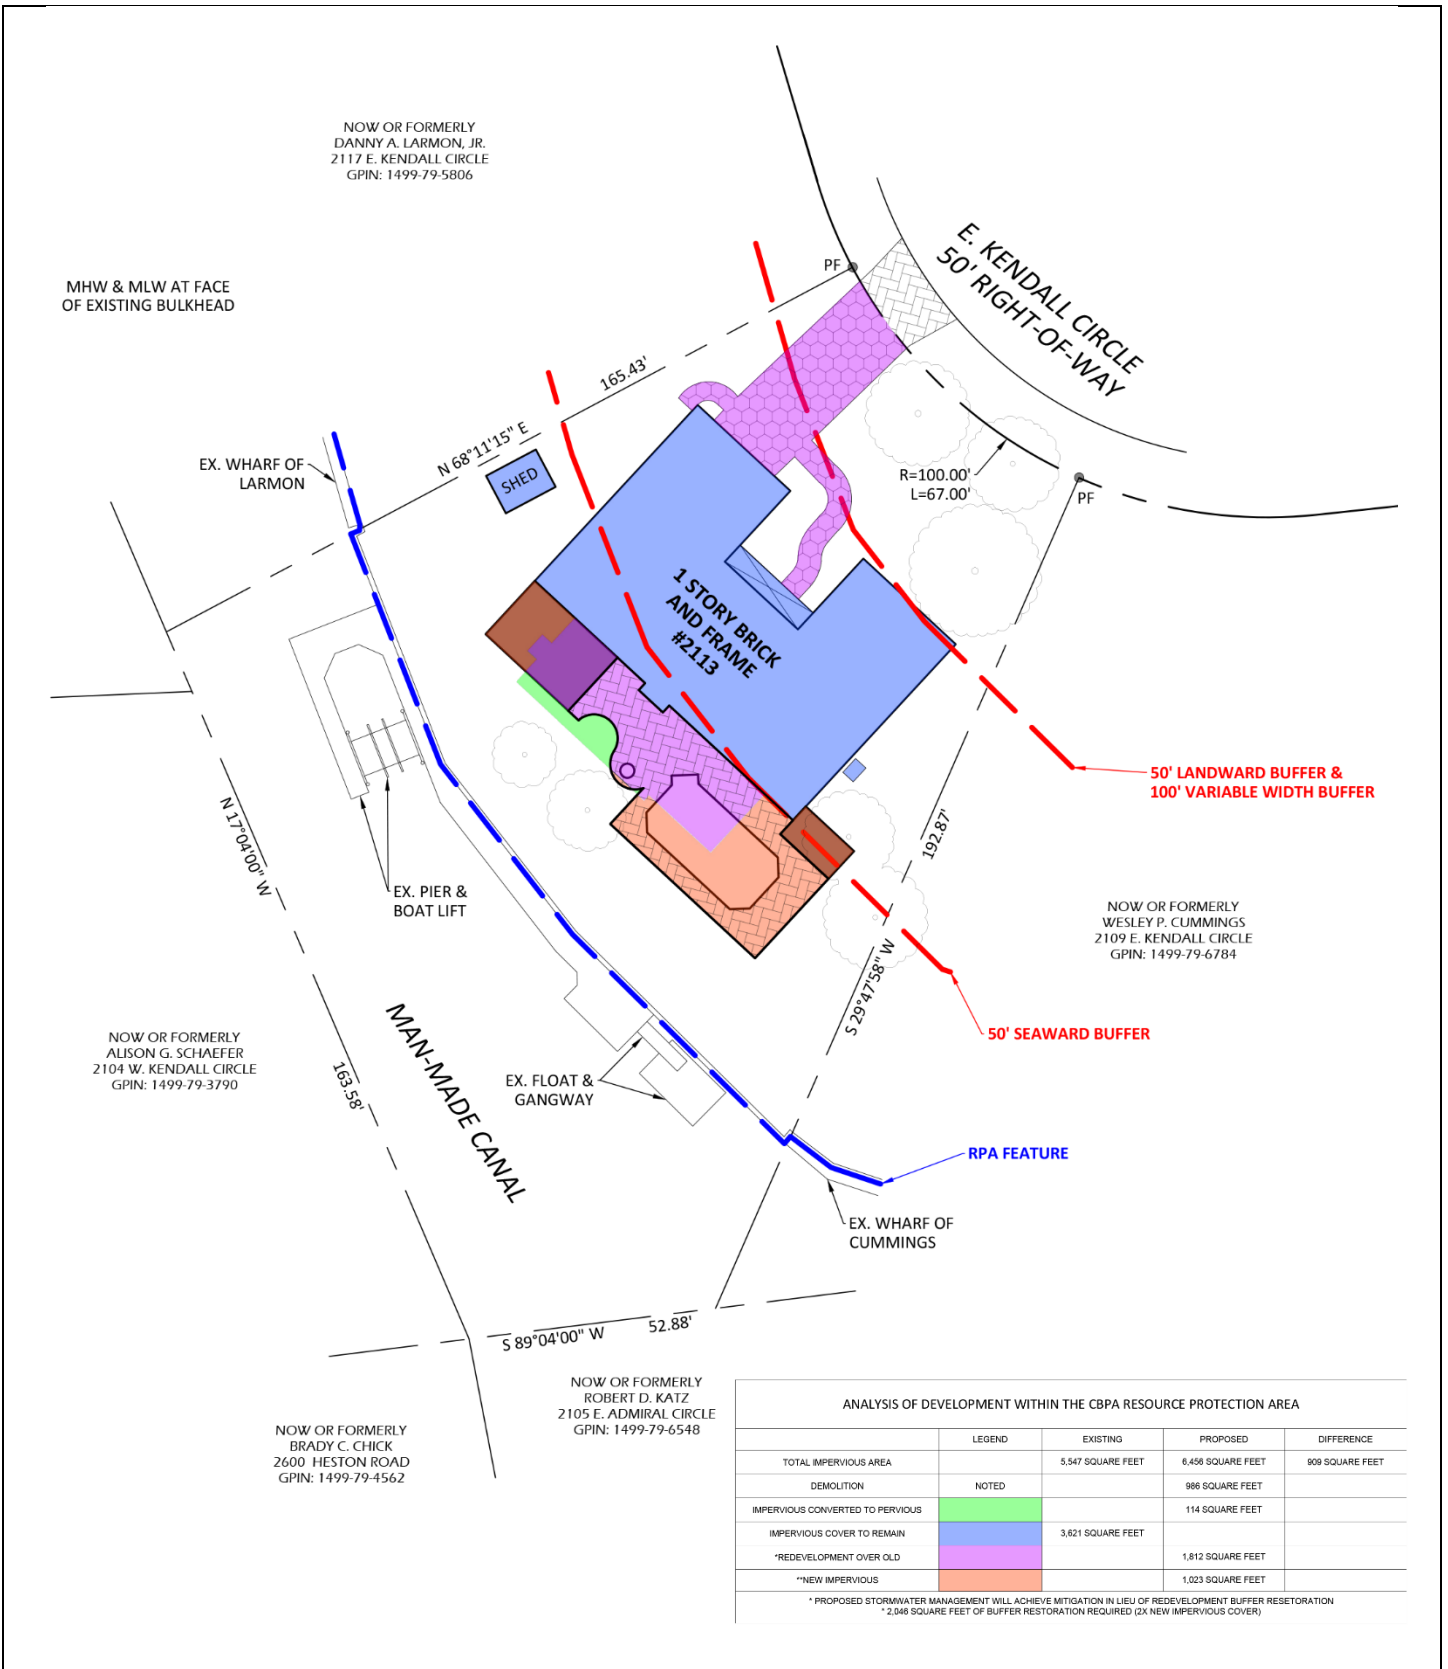 NOW OR FORMERLY
DANNY A. LARMON, JR.
2117 E. KENDALL CIRCLE
GPIN: 1499-79-5806
E. KENDALL CIRCLE
50' RIGHT-OF-WAY
PF
MHW & MLW AT FACE
OF EXISTING BULKHEAD
165.43'
N 68°11'15" E
EX. WHARF OF
LARMON
SHED
R=100.00'
L=67.00'
PF
1 STORY BRICK
AND FRAME
#2113
50' LANDWARD BUFFER &
100' VARIABLE WIDTH BUFFER
N 17°04'00" W
192.87'
EX. PIER &
BOAT LIFT
NOW OR FORMERLY
WESLEY P. CUMMINGS
2109 E. KENDALL CIRCLE
GPIN: 1499-79-6784
S 29°47'58" W
50' SEAWARD BUFFER
NOW OR FORMERLY
ALISON G. SCHAEFER
2104 W. KENDALL CIRCLE
GPIN: 1499-79-3790
163.58'
MAN-MADE CANAL
EX. FLOAT &
GANGWAY
RPA FEATURE
EX. WHARF OF
CUMMINGS
S 89°04'00" W
52.88'
NOW OR FORMERLY
ROBERT D. KATZ
2105 E. ADMIRAL CIRCLE
GPIN: 1499-79-6548
NOW OR FORMERLY
BRADY C. CHICK
2600 HESTON ROAD
GPIN: 1499-79-4562
ANALYSIS OF DEVELOPMENT WITHIN THE CBPA RESOURCE PROTECTION AREA
LEGEND EXISTING PROPOSED DIFFERENCE
TOTAL IMPERVIOUS AREA 5,547 SQUARE FEET 6,456 SQUARE FEET 909 SQUARE FEET
DEMOLITION NOTED 986 SQUARE FEET
IMPERVIOUS CONVERTED TO PERVIOUS 114 SQUARE FEET
IMPERVIOUS COVER TO REMAIN 3,621 SQUARE FEET
*REDEVELOPMENT OVER OLD 1,812 SQUARE FEET
**NEW IMPERVIOUS 1,023 SQUARE FEET
* PROPOSED STORMWATER MANAGEMENT WILL ACHIEVE MITIGATION IN LIEU OF REDEVELOPMENT BUFFER RESETORATION
* 2,046 SQUARE FEET OF BUFFER RESTORATION REQUIRED (2X NEW IMPERVIOUS COVER)